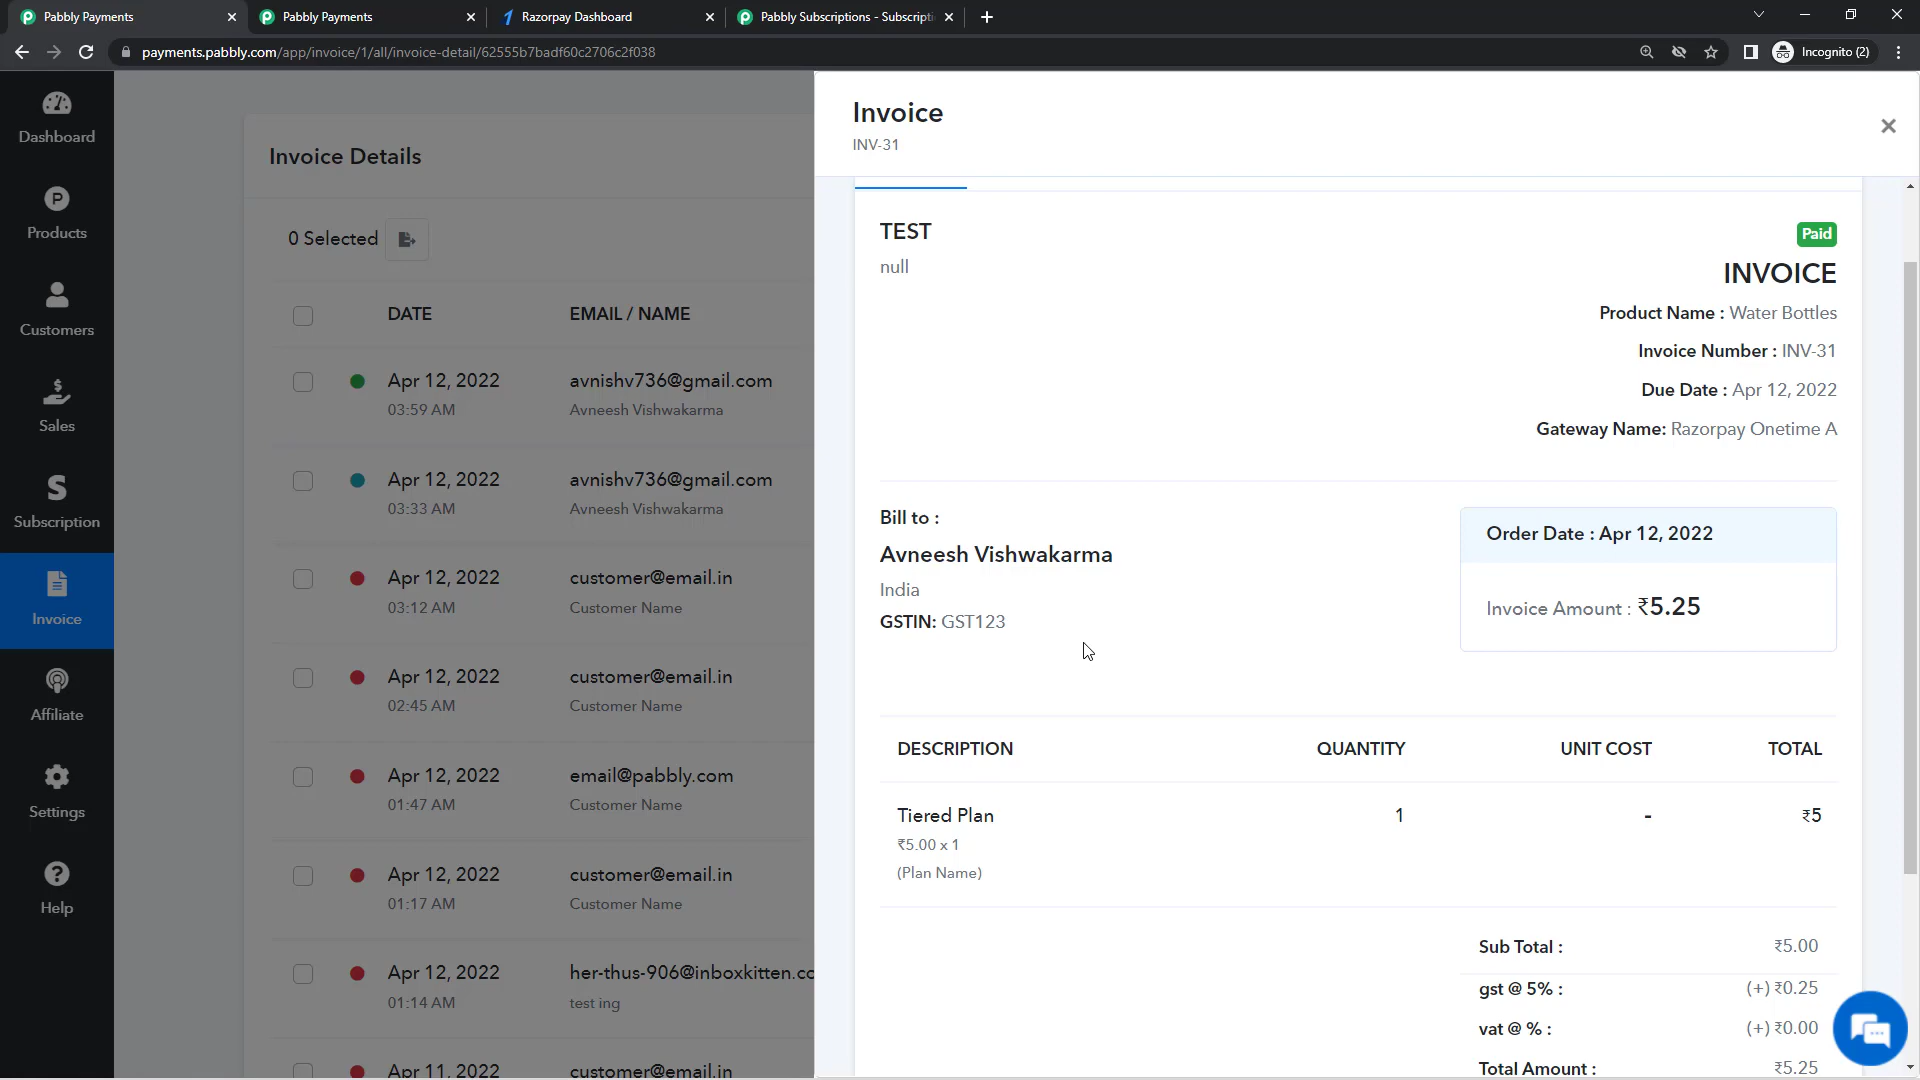 Pabbly Payments
Pabbly Payments
Razorpay Dashboard
Pabbly Subscriptions - Subscripti
payments.pabbly.com/app/invoice/1/all/invoice-detail/62555b7badf60c2706c2f038
Incognito (2)
Dashboard
Products
Customers
Sales
Subscription
Invoice
Affiliate
Settings
Help
Invoice Details
0 Selected
DATE EMAIL / NAME
Apr 12, 2022 avnishv736@gmail.com
03:59 AM Avneesh Vishwakarma
Apr 12, 2022 avnishv736@gmail.com
03:33 AM Avneesh Vishwakarma
Apr 12, 2022 customer@email.in
03:12 AM Customer Name
Apr 12, 2022 customer@email.in
02:45 AM Customer Name
Apr 12, 2022 email@pabbly.com
01:47 AM Customer Name
Apr 12, 2022 customer@email.in
01:17 AM Customer Name
Apr 12, 2022 her-thus-906@inboxkitten.co
01:14 AM test ing
Apr 11, 2022 customer@email.in
Invoice
INV-31
TEST
null
Paid
INVOICE
Product Name : Water Bottles
Invoice Number : INV-31
Due Date : Apr 12, 2022
Gateway Name: Razorpay Onetime A
Bill to :
Avneesh Vishwakarma
India
GSTIN: GST123
Order Date : Apr 12, 2022
Invoice Amount : ₹5.25
DESCRIPTION QUANTITY UNIT COST TOTAL
Tiered Plan 1 - ₹5
₹5.00 x 1
(Plan Name)
Sub Total : ₹5.00
gst @ 5% : (+) ₹0.25
vat @ % : (+) ₹0.00
Total Amount : ₹5.25